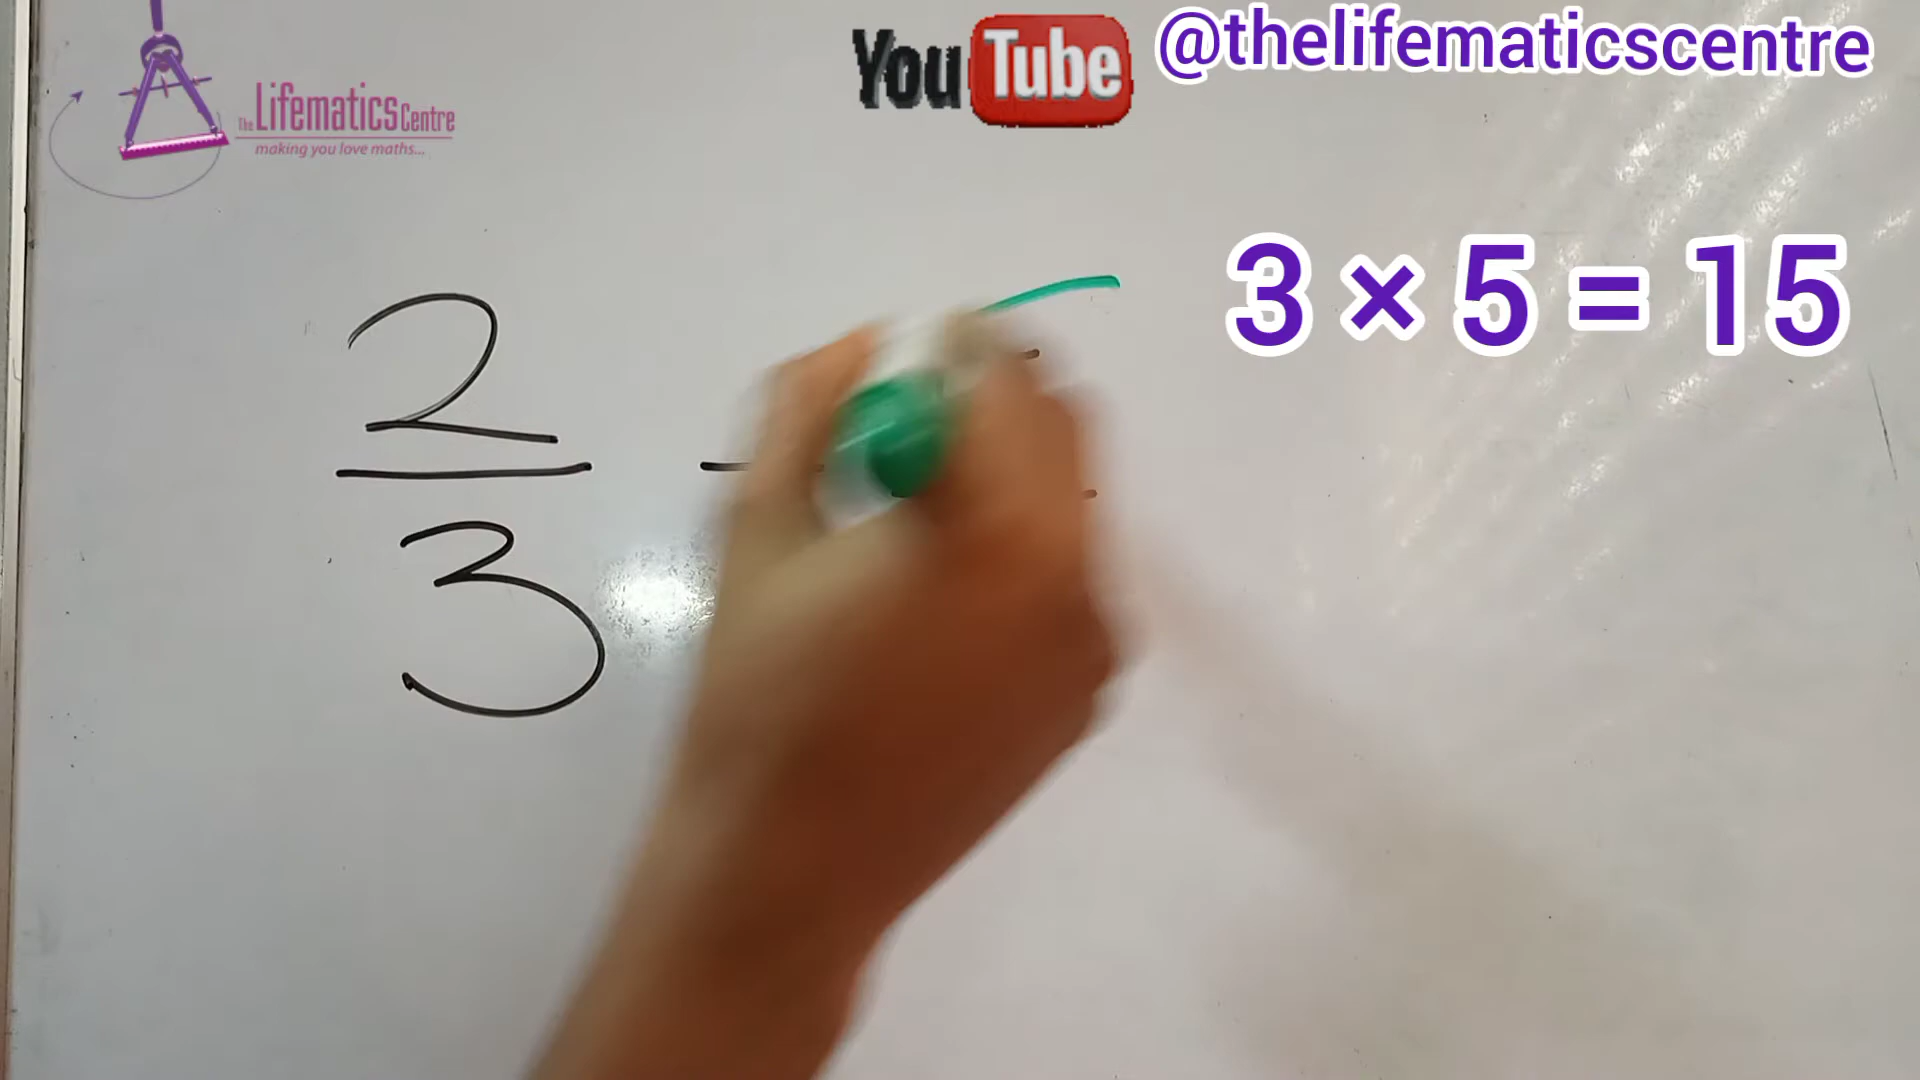 The Lifematics Centre
making you love maths...
YouTube @thelifematicscentre
3 × 5 = 15
2
3